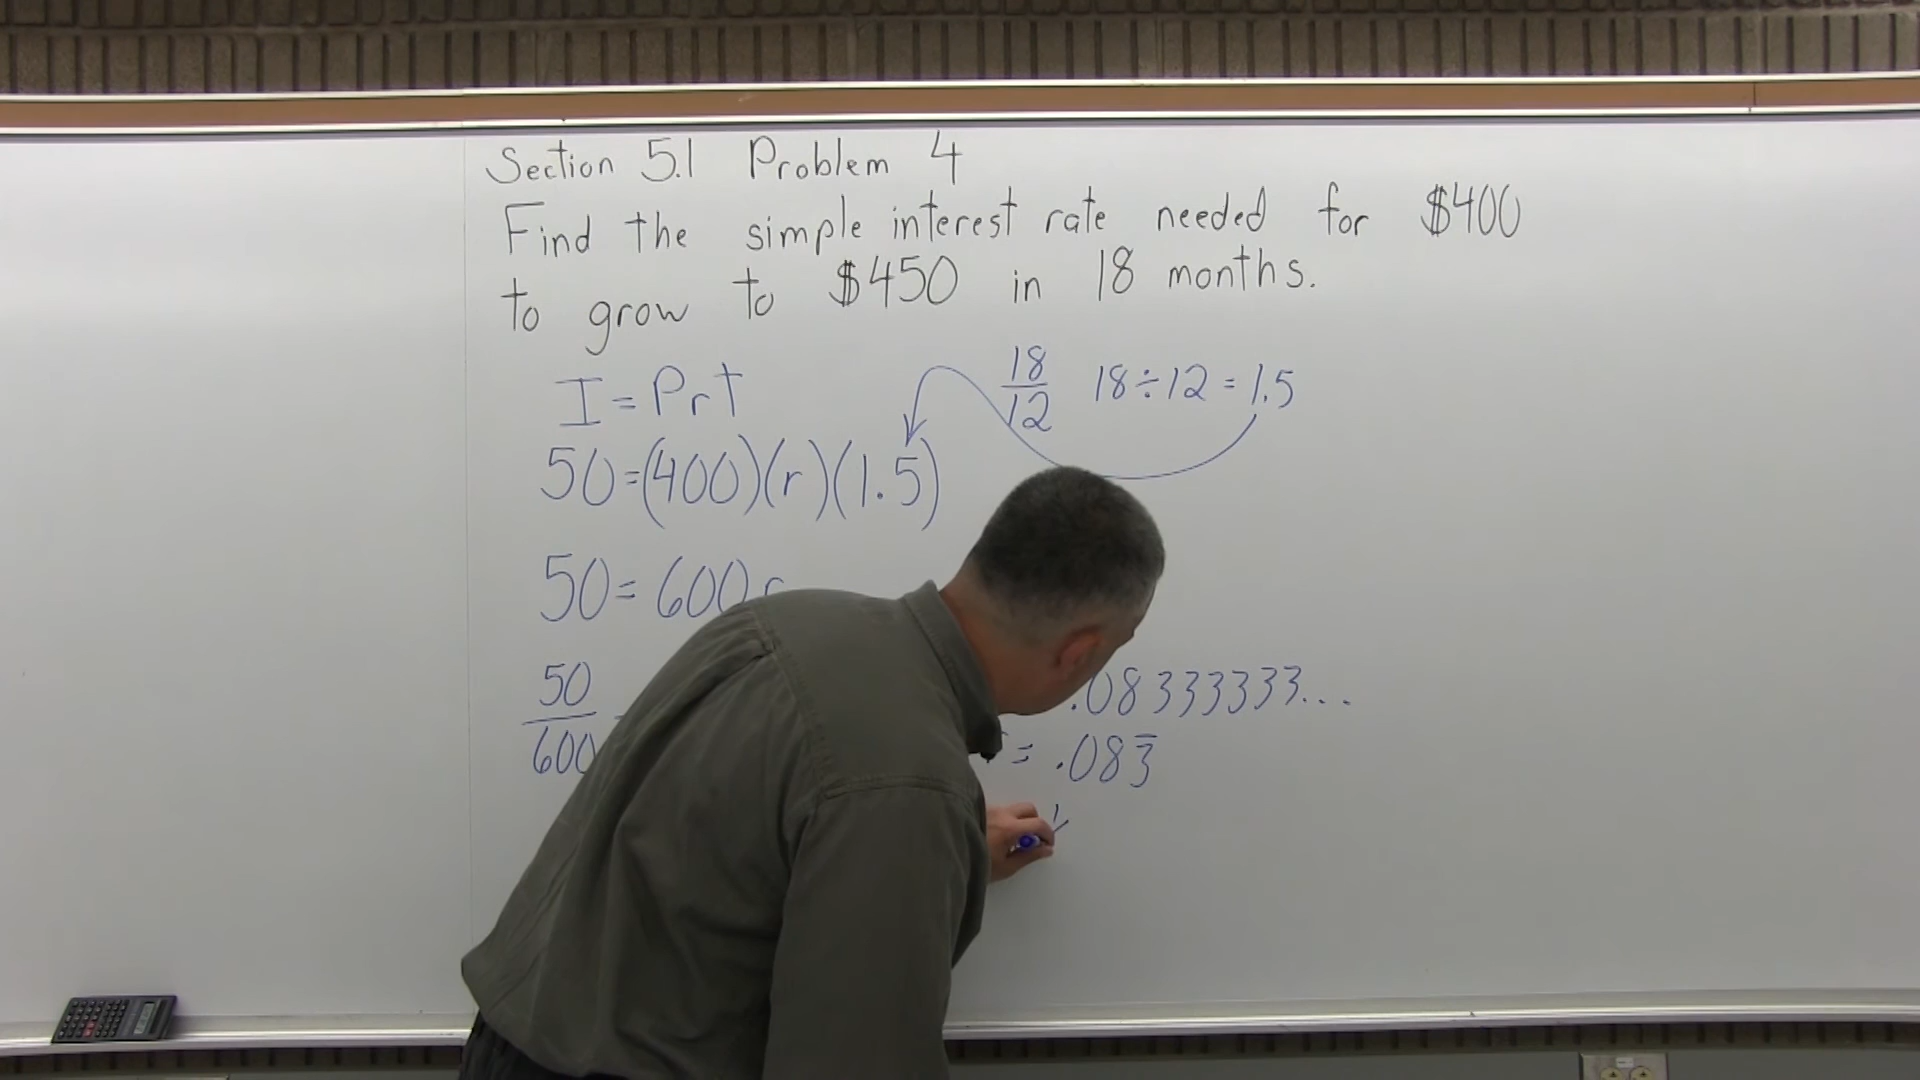 Section 5.1 Problem 4
Find the simple interest rate needed for $400
to grow to $450 in 18 months.
I = Prt
18/12 18÷12 = 1.5
50=(400)(r)(1.5)
50= 600r
50/600 .08333333...
= .083̅